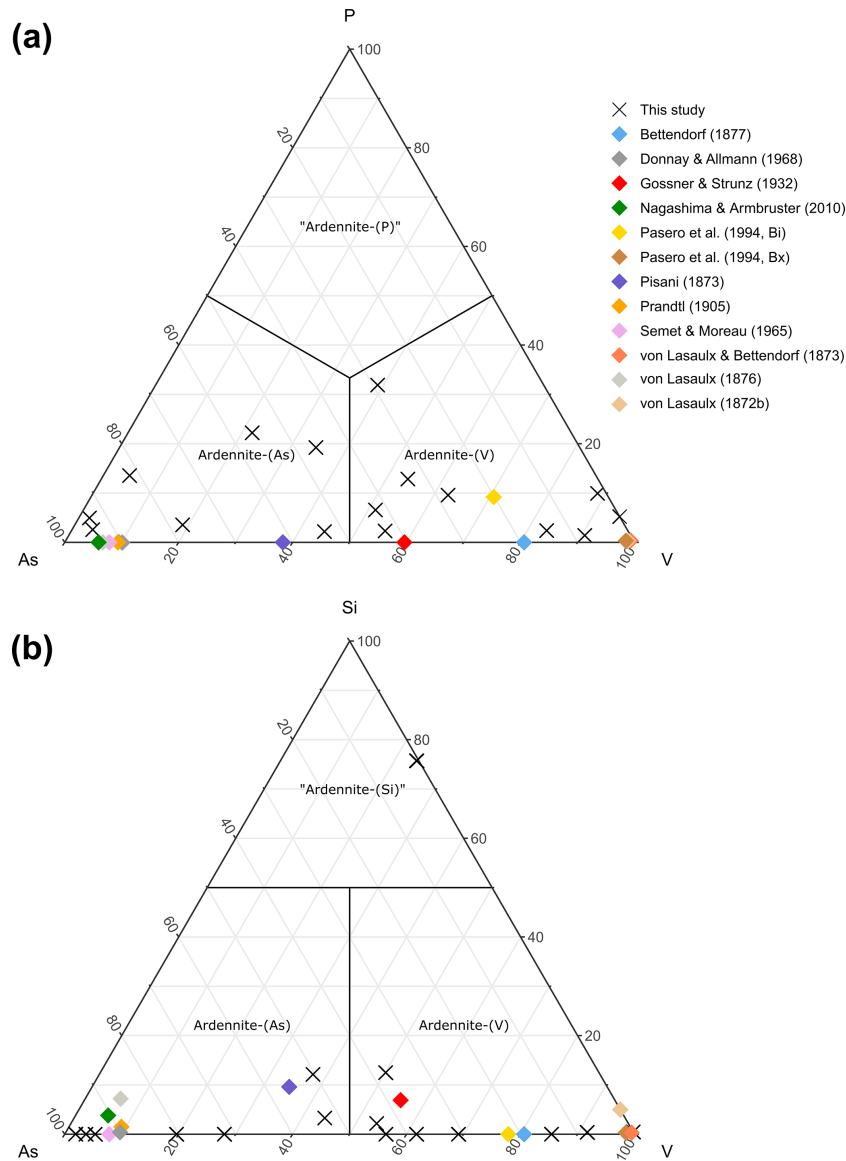 (a)
P
100
20
80
"Ardennite-(P)"
40
60
60
40
80
20
Ardennite-(As)
Ardennite-(V)
100
As
20
40
60
80
100
V
This study
Bettendorf (1877)
Donnay & Allmann (1968)
Gossner & Strunz (1932)
Nagashima & Armbruster (2010)
Pasero et al. (1994, Bi)
Pasero et al. (1994, Bx)
Pisani (1873)
Prandtl (1905)
Semet & Moreau (1965)
von Lasaulx & Bettendorf (1873)
von Lasaulx (1876)
von Lasaulx (1872b)
(b)
Si
100
20
80
"Ardennite-(Si)"
40
60
60
40
80
20
Ardennite-(As)
Ardennite-(V)
100
As
20
40
60
80
100
V